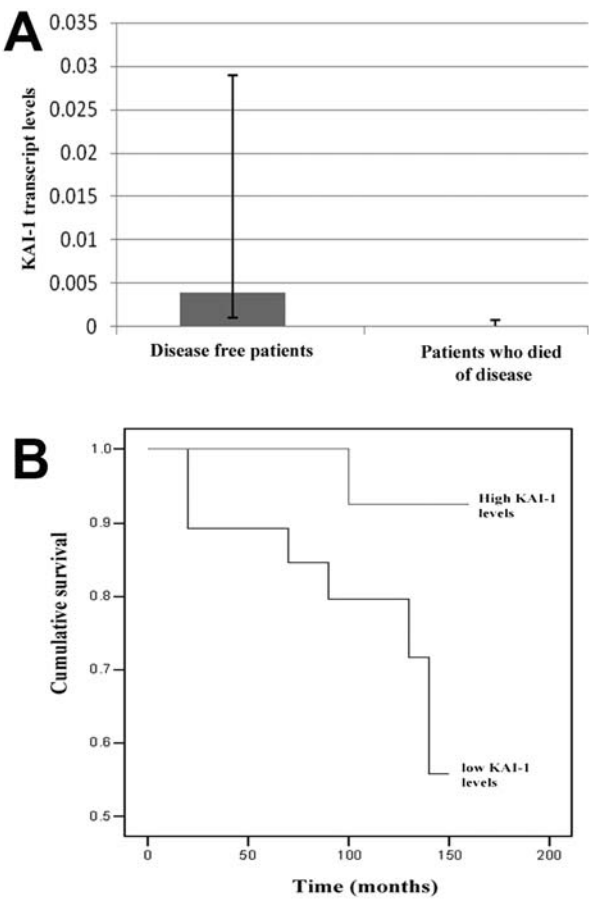 A
KAI-1 transcript levels
0.035
0.03
0.025
0.02
0.015
0.01
0.005
0
Disease free patients
Patients who died
of disease
B
Cumulative survival
1.0
0.9
0.8
0.7
0.6
0.5
High KAI-1
levels
low KAI-1
levels
0
50
100
150
200
Time (months)